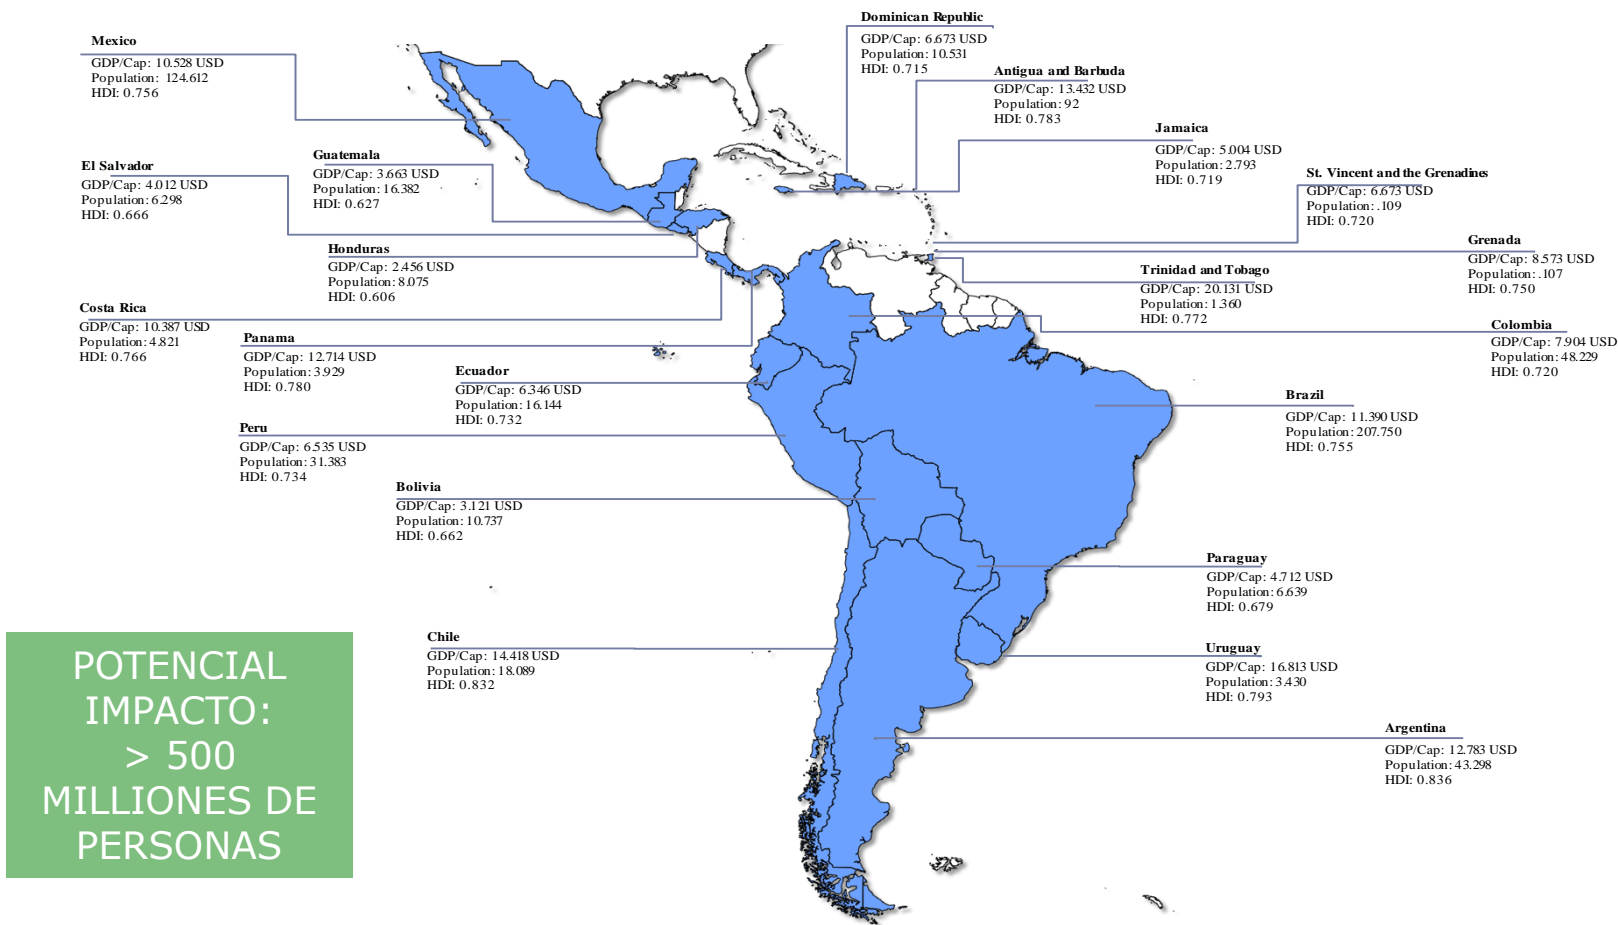 Dominican Republic
GDP/Cap: 6.673 USD
Population: 10.531
HDI: 0.715
Mexico
GDP/Cap: 10.528 USD
Population: 124.612
HDI: 0.756
Antigua and Barbuda
GDP/Cap: 13.432 USD
Population: 92
HDI: 0.783
Jamaica
GDP/Cap: 5.004 USD
Population: 2.793
HDI: 0.719
Guatemala
GDP/Cap: 3.663 USD
Population: 16.382
HDI: 0.627
El Salvador
GDP/Cap: 4.012 USD
Population: 6.298
HDI: 0.666
St. Vincent and the Grenadines
GDP/Cap: 6.673 USD
Population: .109
HDI: 0.720
Grenada
GDP/Cap: 8.573 USD
Population: .107
HDI: 0.750
Honduras
GDP/Cap: 2.456 USD
Population: 8.075
HDI: 0.606
Trinidad and Tobago
GDP/Cap: 20.131 USD
Population: 1.360
HDI: 0.772
Costa Rica
GDP/Cap: 10.387 USD
Population: 4.821
HDI: 0.766
Colombia
GDP/Cap: 7.904 USD
Population: 48.229
HDI: 0.720
Panama
GDP/Cap: 12.714 USD
Population: 3.929
HDI: 0.780
Ecuador
GDP/Cap: 6.346 USD
Population: 16.144
HDI: 0.732
Brazil
GDP/Cap: 11.390 USD
Population: 207.750
HDI: 0.755
Peru
GDP/Cap: 6.535 USD
Population: 31.383
HDI: 0.734
Bolivia
GDP/Cap: 3.121 USD
Population: 10.737
HDI: 0.662
Paraguay
GDP/Cap: 4.712 USD
Population: 6.639
HDI: 0.679
Chile
GDP/Cap: 14.418 USD
Population: 18.089
HDI: 0.832
Uruguay
GDP/Cap: 16.813 USD
Population: 3.430
HDI: 0.793
Argentina
GDP/Cap: 12.783 USD
Population: 43.298
HDI: 0.836
POTENCIAL
IMPACTO:
> 500
MILLIONES DE
PERSONAS